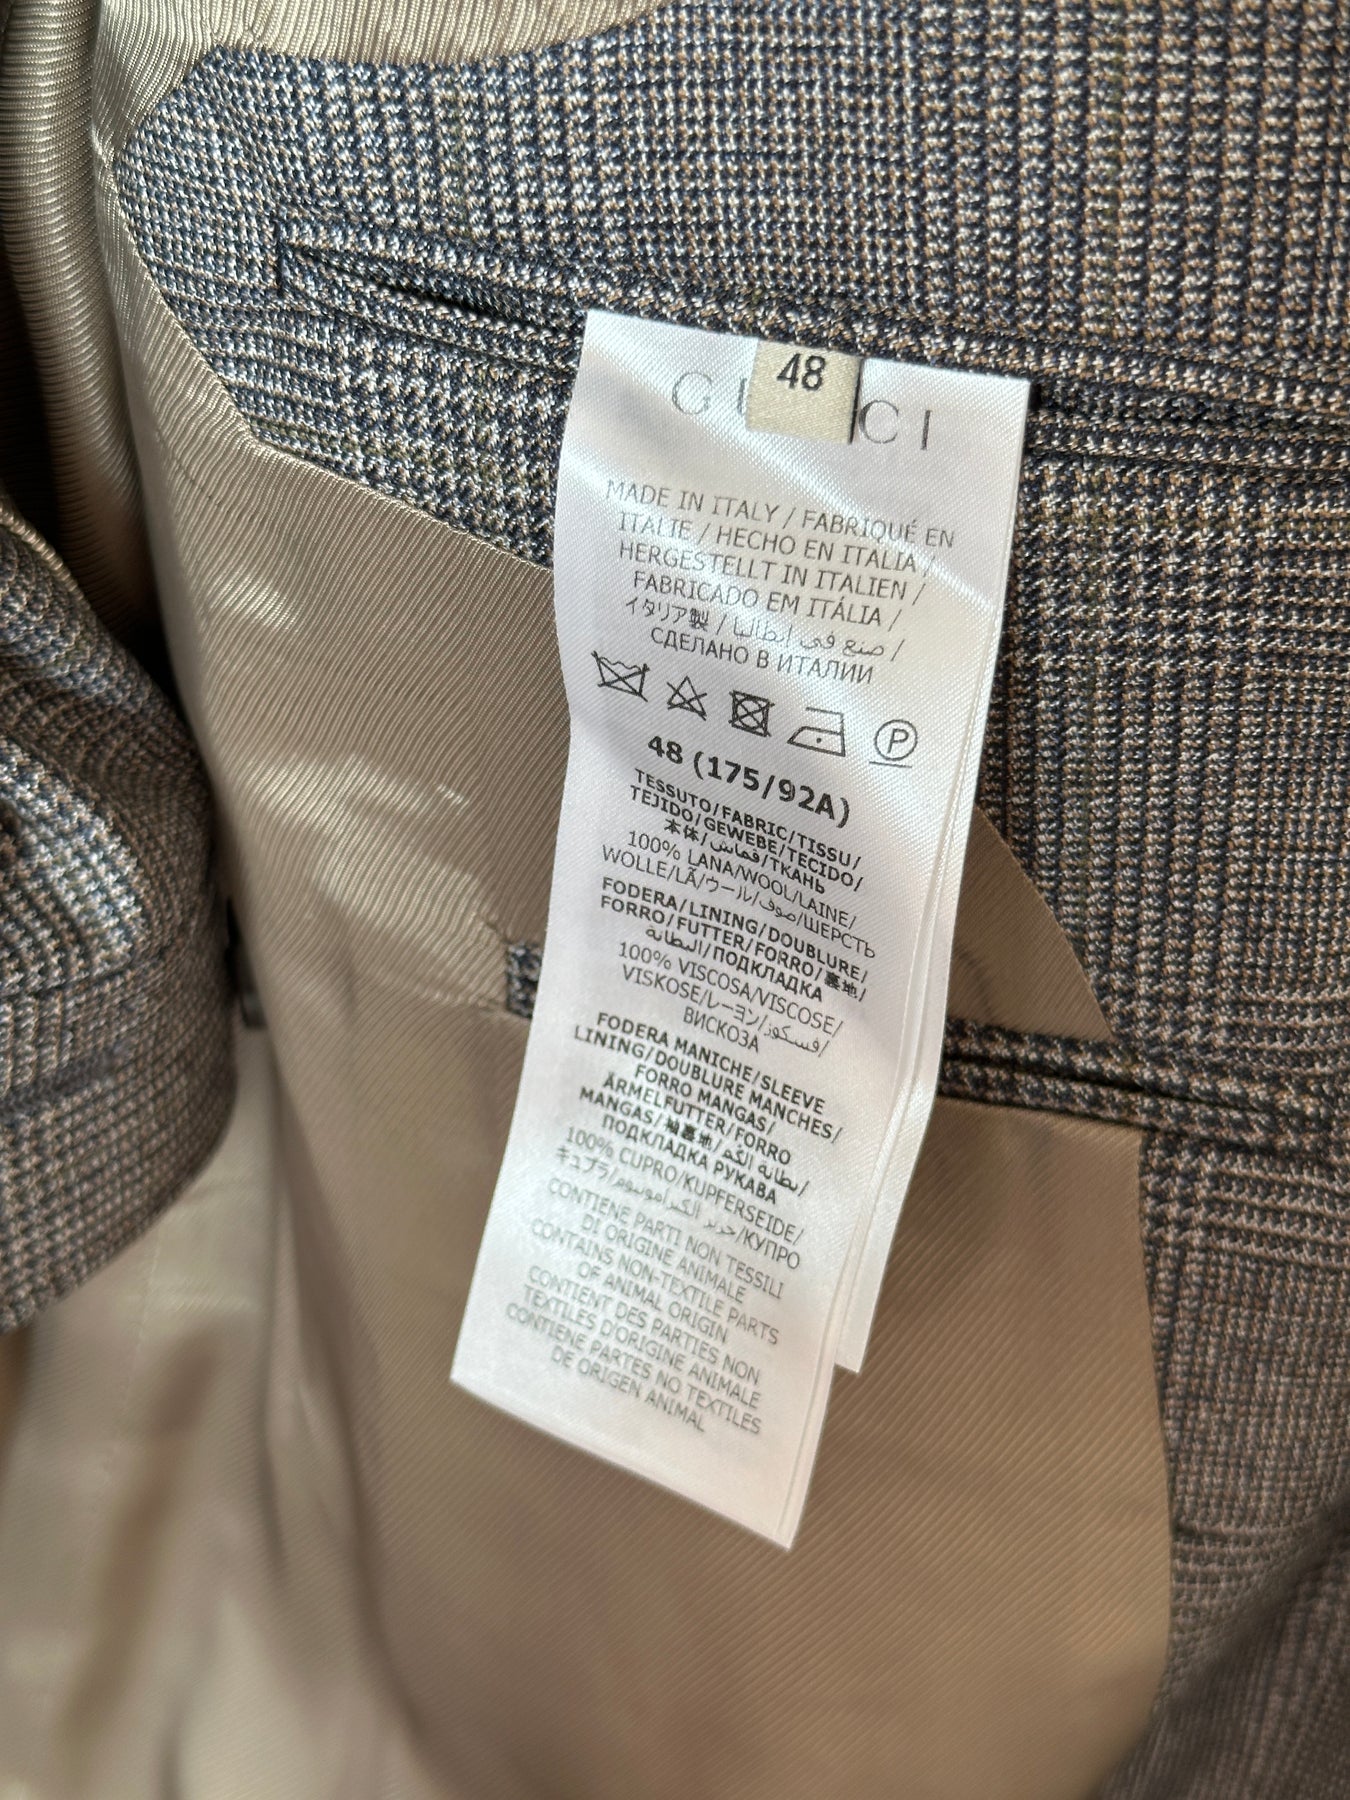 48
GUCCI
MADE IN ITALY / FABRIQUÉ EN
ITALIE / HECHO EN ITALIA /
HERGESTELLT IN ITALIEN /
FABRICADO EM ITÁLIA /
イタリア製 / صنع في ايطاليا /
СДЕЛАНО В ИТАЛИИ
P
48 (175/92A)
TESSUTO/FABRIC/TISSU/
TEJIDO/GEWEBE/TECIDO/
本体/قماش/ТКАНЬ
100% LANA/WOOL/LAINE/
WOLLE/LÃ/ウール/صوف/ШЕРСТЬ
FODERA/LINING/DOUBLURE/
FORRO/FUTTER/FORRO/裏地/
البطانة/ПОДКЛАДКА
100% VISCOSA/VISCOSE/
VISKOSE/レーヨン/فسكوز/
ВИСКОЗА
FODERA MANICHE/SLEEVE
LINING/DOUBLURE MANCHES/
FORRO MANGAS/
ÄRMELFUTTER/FORRO
MANGAS/袖裏地/بطانة الكم/
ПОДКЛАДКА РУКАВА
100% CUPRO/KUPFERSEIDE/
キュプラ/حرير الكبرامونيوم/КУПРО
CONTIENE PARTI NON TESSILI
DI ORIGINE ANIMALE
CONTAINS NON-TEXTILE PARTS
OF ANIMAL ORIGIN
CONTIENT DES PARTIES NON
TEXTILES D'ORIGINE ANIMALE
CONTIENE PARTES NO TEXTILES
DE ORIGEN ANIMAL